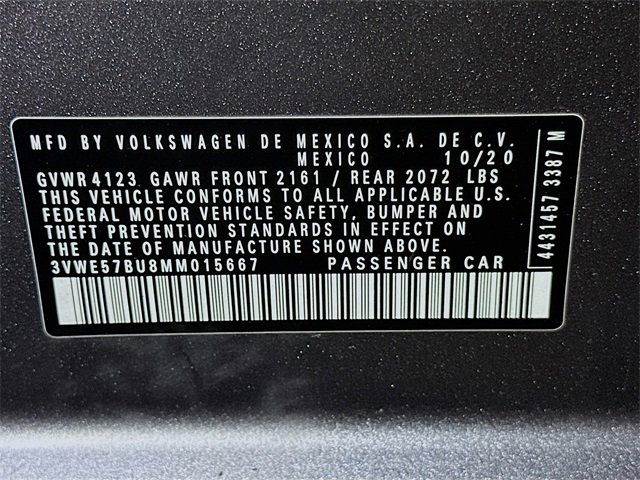 MFD BY VOLKSWAGEN DE MEXICO S.A. DE C.V.
MEXICO 10/20
GVWR 4123 GAWR FRONT 2161 / REAR 2072 LBS
THIS VEHICLE CONFORMS TO ALL APPLICABLE U.S.
FEDERAL MOTOR VEHICLE SAFETY, BUMPER AND
THEFT PREVENTION STANDARDS IN EFFECT ON
THE DATE OF MANUFACTURE SHOWN ABOVE.
3VWE57BU8MM015667 PASSENGER CAR
4431457 3387 M